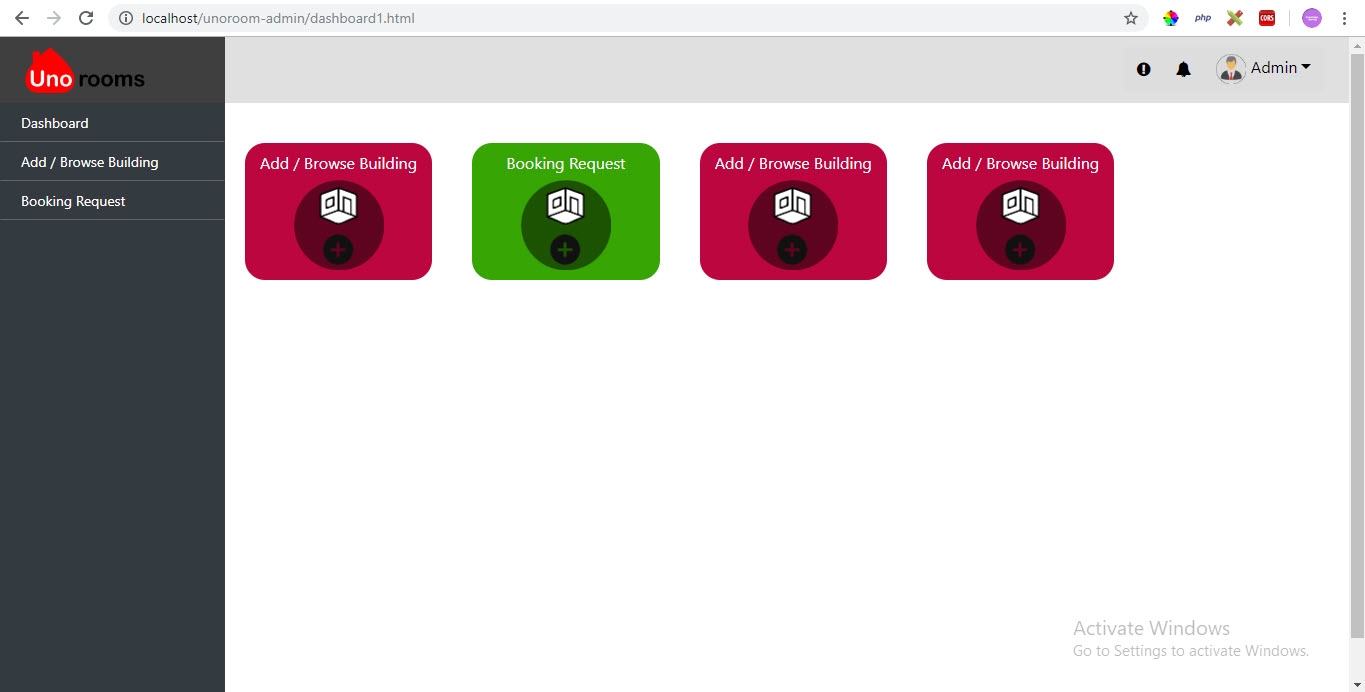 localhost/unoroom-admin/dashboard1.html
php
CORS
Uno rooms
Admin
Dashboard
Add / Browse Building
Booking Request
Add / Browse Building
Booking Request
Add / Browse Building
Add / Browse Building
Activate Windows
Go to Settings to activate Windows.